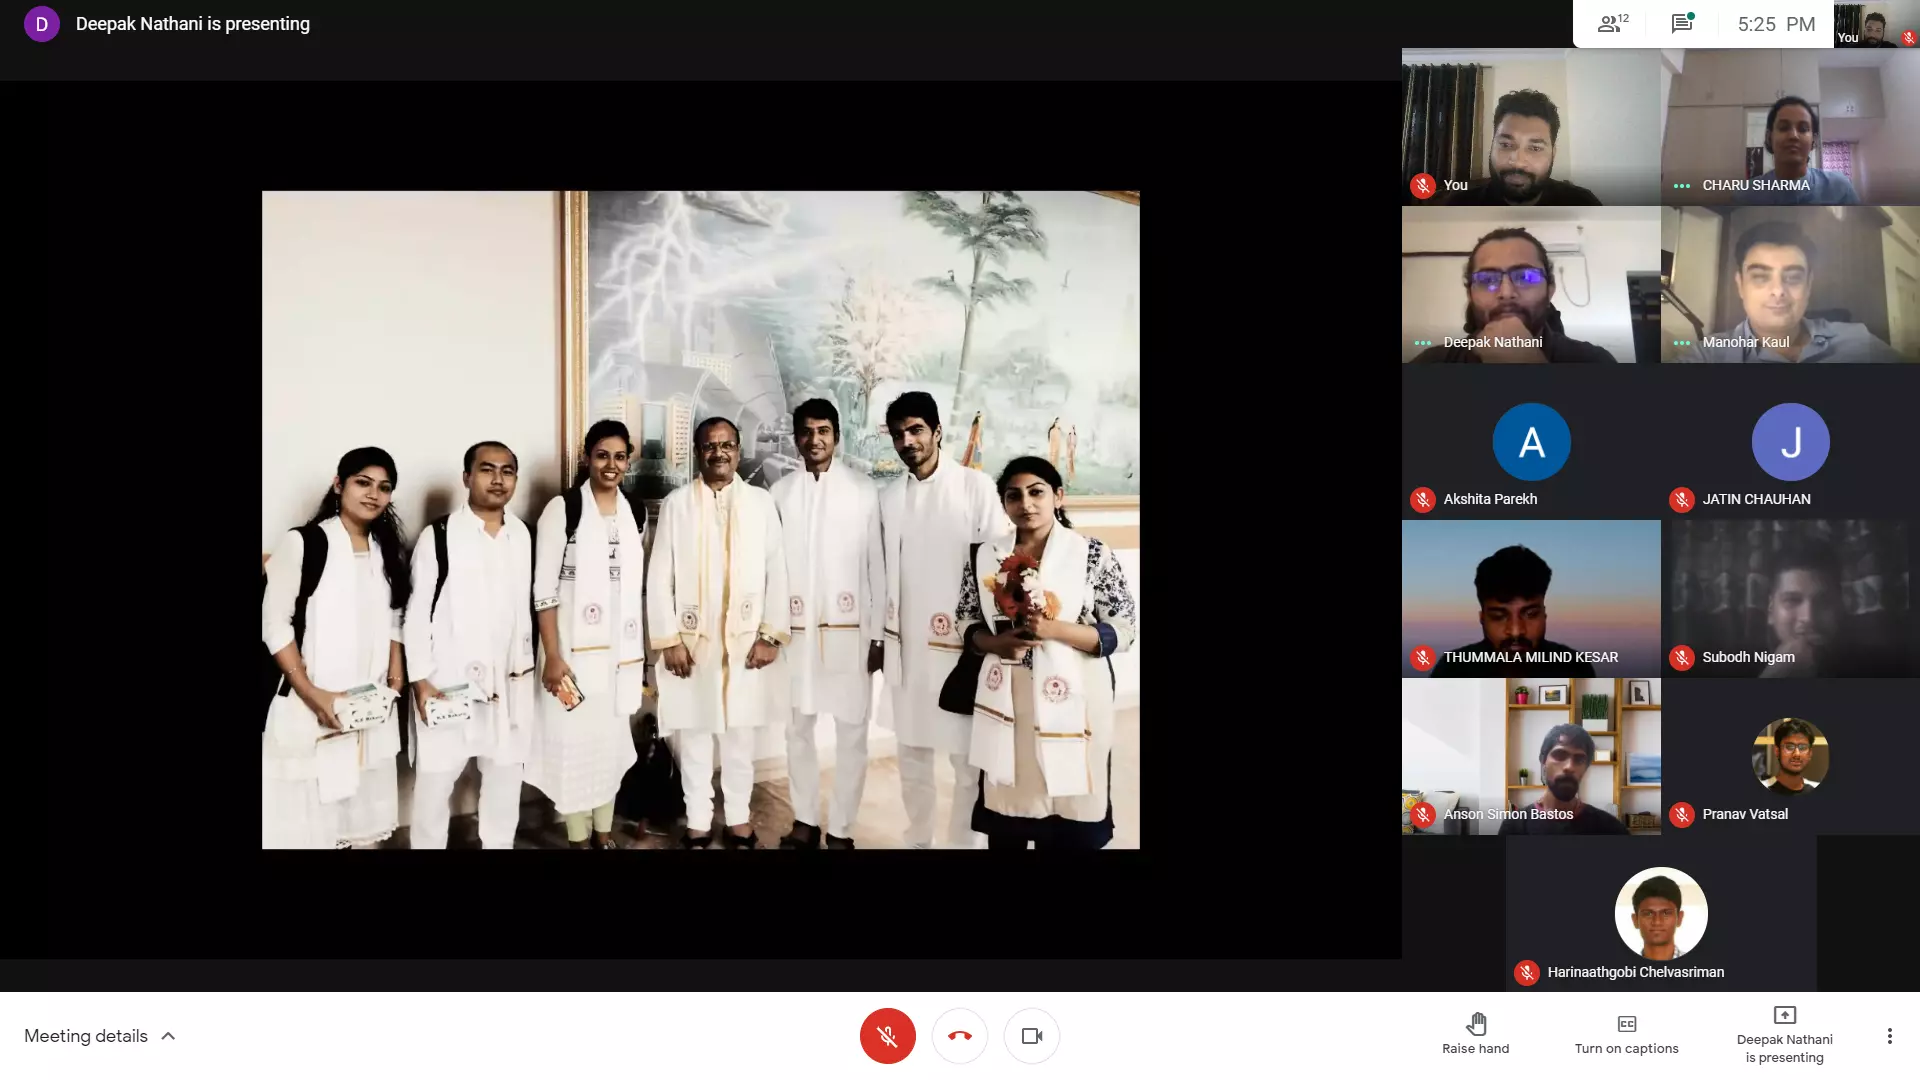 D
Deepak Nathani is presenting
12
5:25 PM
You
You
CHARU SHARMA
Deepak Nathani
Manohar Kaul
A
J
Akshita Parekh
JATIN CHAUHAN
THUMMALA MILIND KESAR
Subodh Nigam
Anson Simon Bastos
Pranav Vatsal
Harinaathgobi Chelvasriman
Meeting details
CC
Raise hand
Turn on captions
Deepak Nathani
is presenting